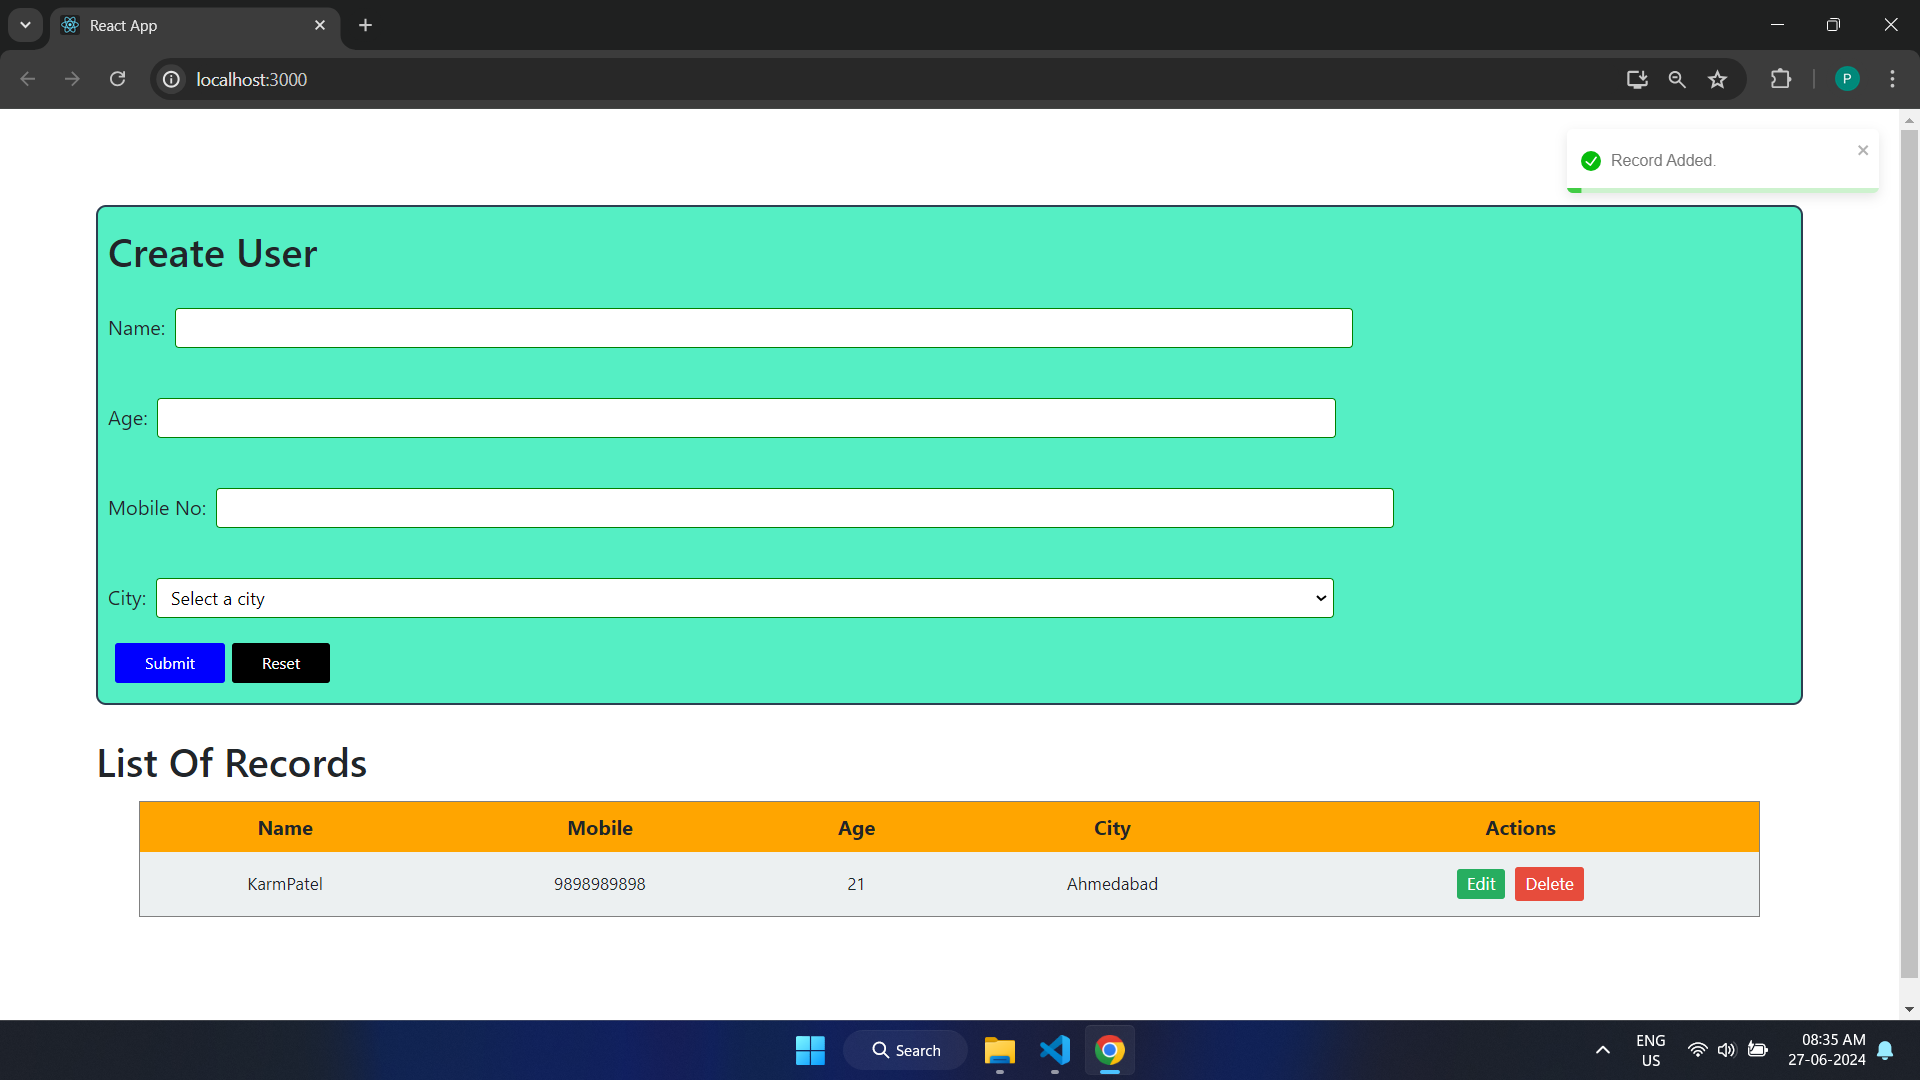 React App
localhost:3000
P
Record Added.
Create User
Name:
Age:
Mobile No:
City: Select a city
Submit Reset
List Of Records
Name Mobile Age City Actions
KarmPatel 9898989898 21 Ahmedabad Edit Delete
Search
ENG
US
08:35 AM
27-06-2024